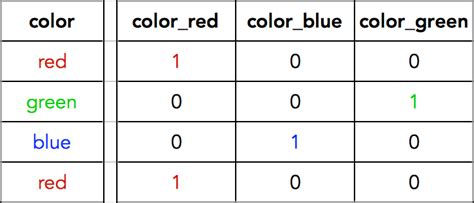 color color_red color_blue color_green
red 1 0 0
green 0 0 1
blue 0 1 0
red 1 0 0